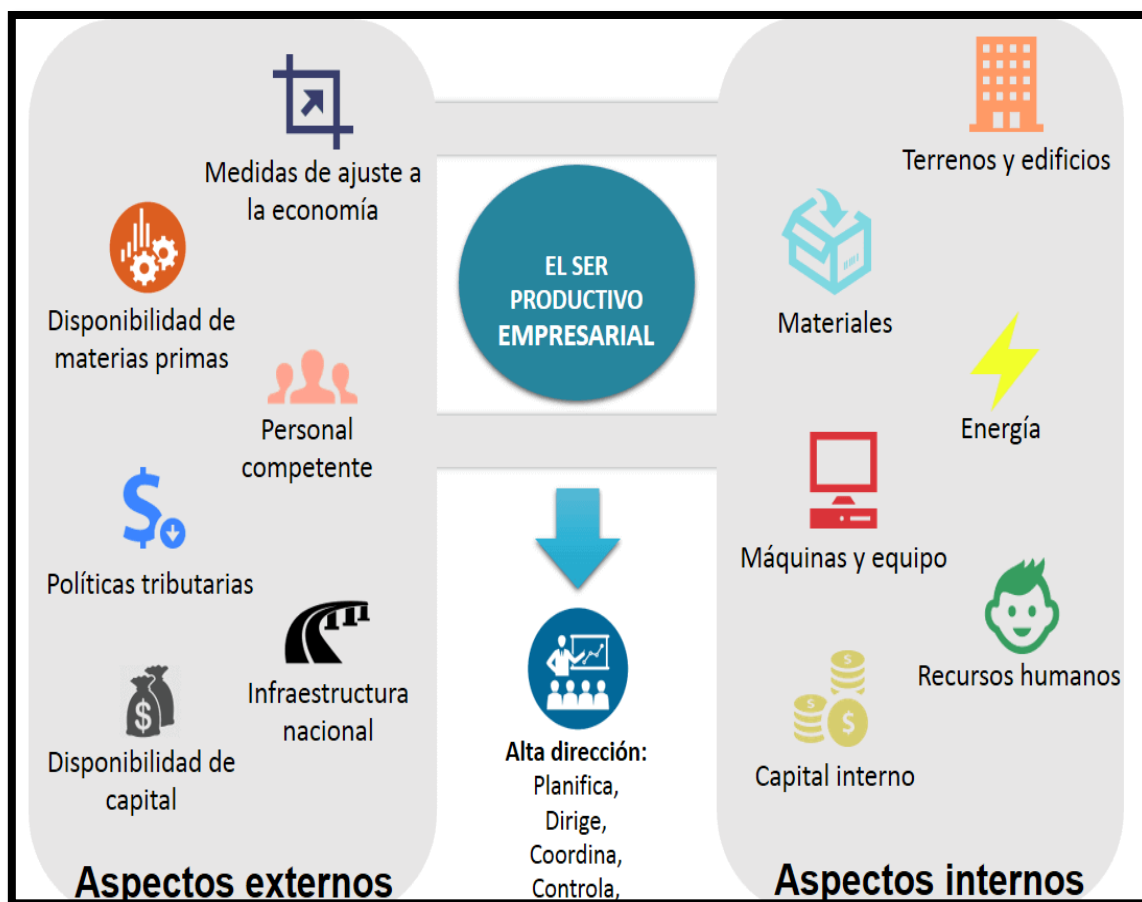 Medidas de ajuste a
la economía
Disponibilidad de
materias primas
Personal
competente
Políticas tributarias
Infraestructura
nacional
Disponibilidad de
capital
Aspectos externos
EL SER
PRODUCTIVO
EMPRESARIAL
Alta dirección:
Planifica,
Dirige,
Coordina,
Controla,
Terrenos y edificios
Materiales
Energía
Máquinas y equipo
Recursos humanos
Capital interno
Aspectos internos